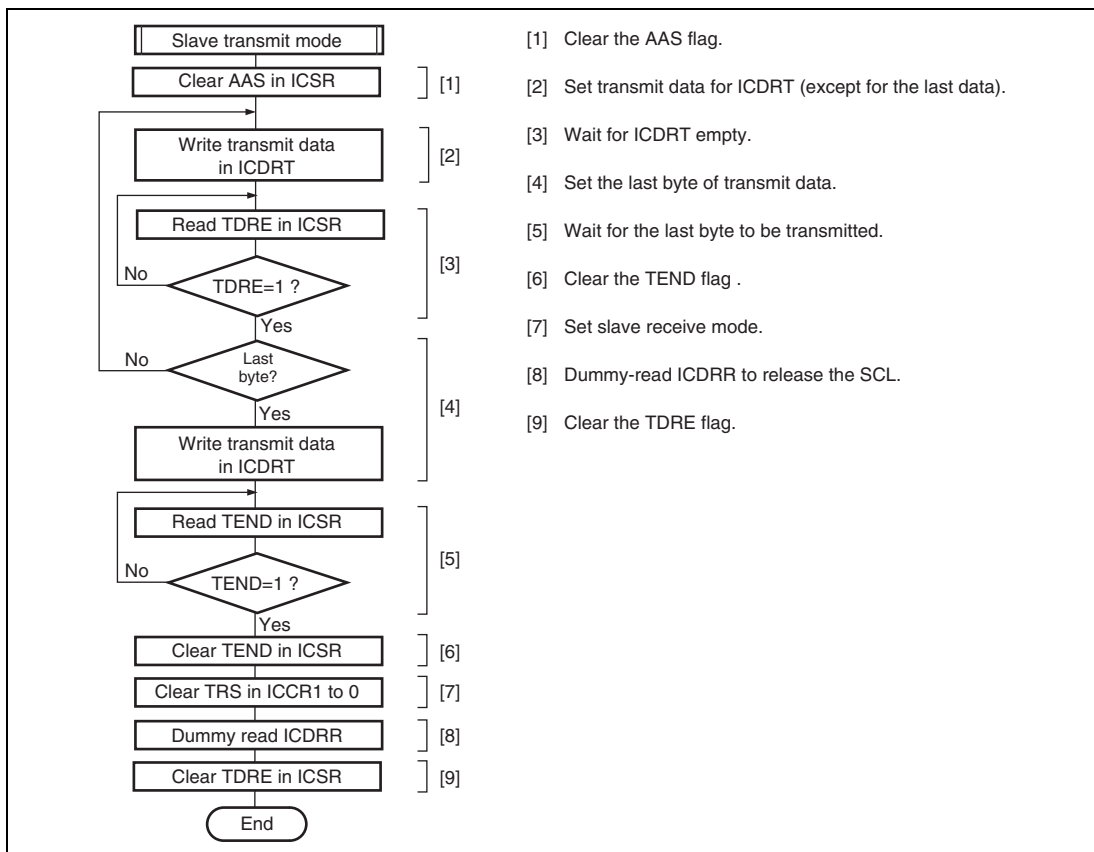 Slave transmit mode
Clear AAS in ICSR
[1]
Write transmit data
in ICDRT
[2]
Read TDRE in ICSR
No
TDRE=1 ?
[3]
Yes
No
Last
byte?
[4]
Yes
Write transmit data
in ICDRT
Read TEND in ICSR
No
TEND=1 ?
[5]
Yes
Clear TEND in ICSR
[6]
Clear TRS in ICCR1 to 0
[7]
Dummy read ICDRR
[8]
Clear TDRE in ICSR
[9]
End
[1] Clear the AAS flag.
[2] Set transmit data for ICDRT (except for the last data).
[3] Wait for ICDRT empty.
[4] Set the last byte of transmit data.
[5] Wait for the last byte to be transmitted.
[6] Clear the TEND flag .
[7] Set slave receive mode.
[8] Dummy-read ICDRR to release the SCL.
[9] Clear the TDRE flag.